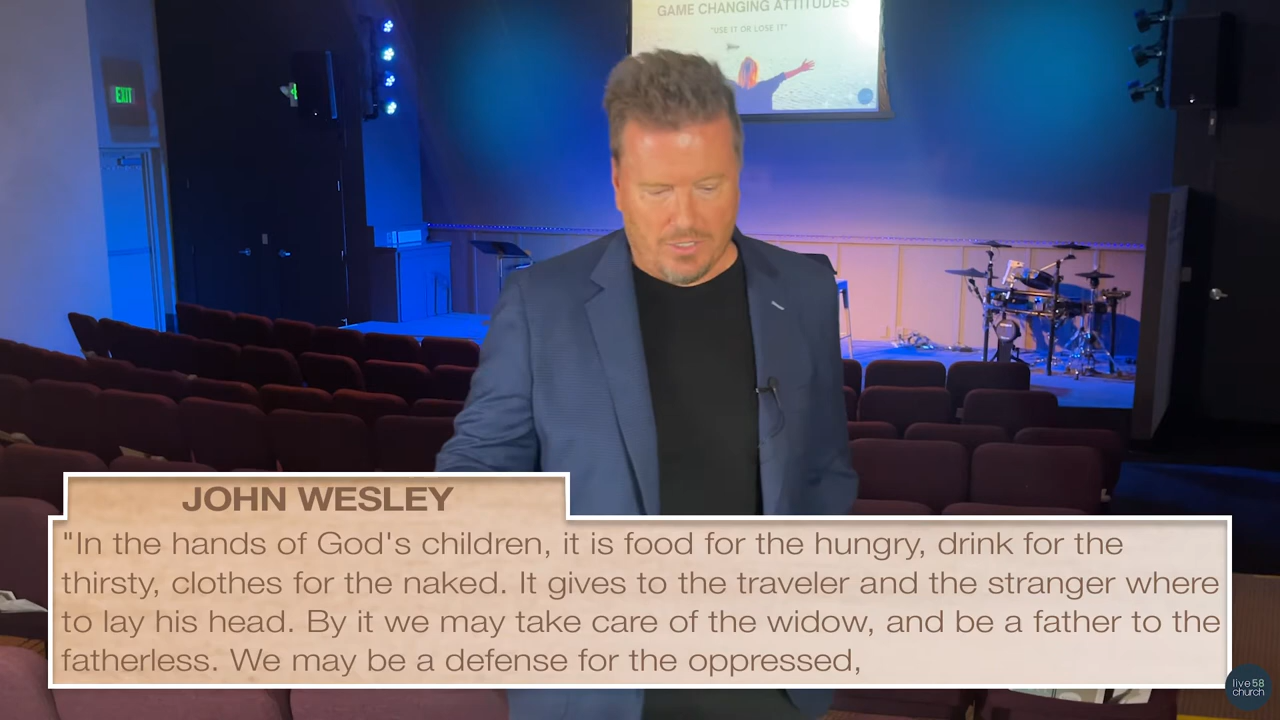 GAME CHANGING ATTITUDES
"USE IT OR LOSE IT"
EXIT
JOHN WESLEY
"In the hands of God's children, it is food for the hungry, drink for the
thirsty, clothes for the naked. It gives to the traveler and the stranger where
to lay his head. By it we may take care of the widow, and be a father to the
fatherless. We may be a defense for the oppressed,
live58
church